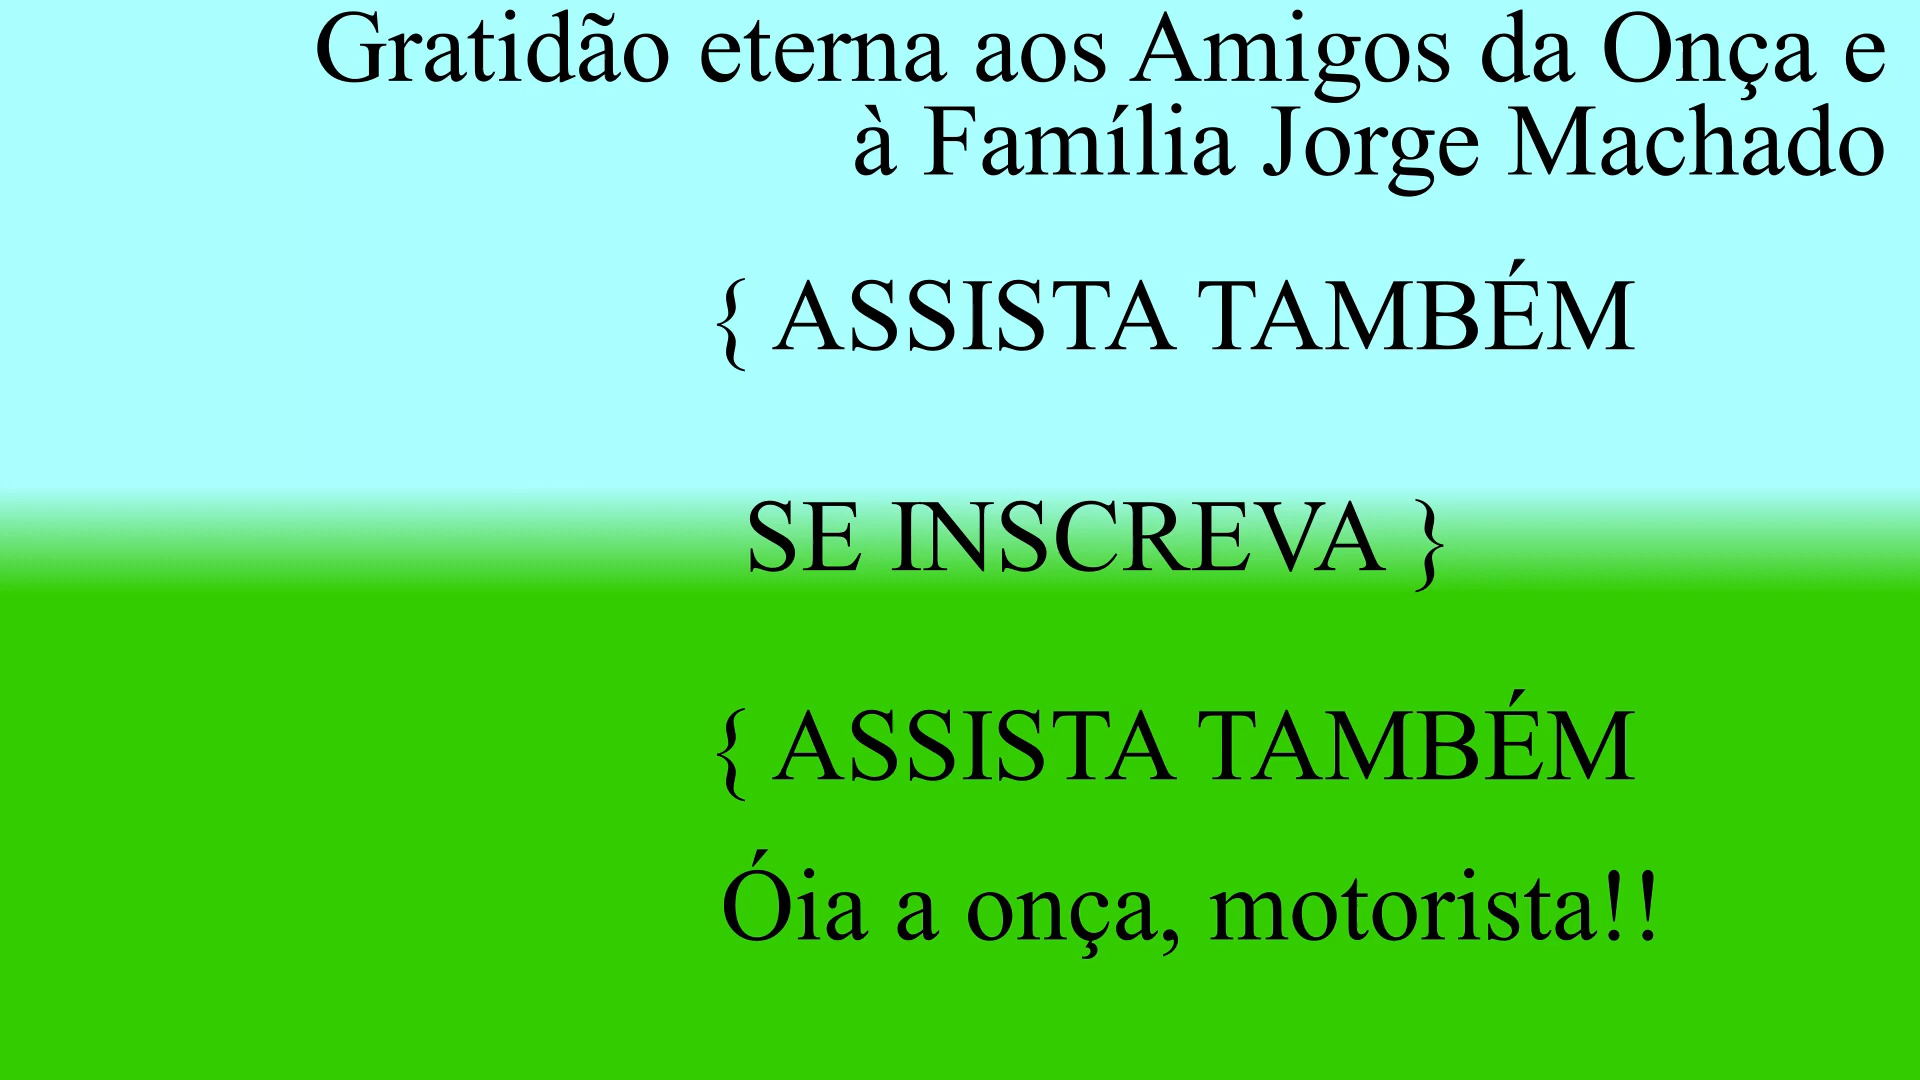 Gratidão eterna aos Amigos da Onça e
à Família Jorge Machado
{ ASSISTA TAMBÉM
SE INSCREVA }
{ ASSISTA TAMBÉM
Óia a onça, motorista!!